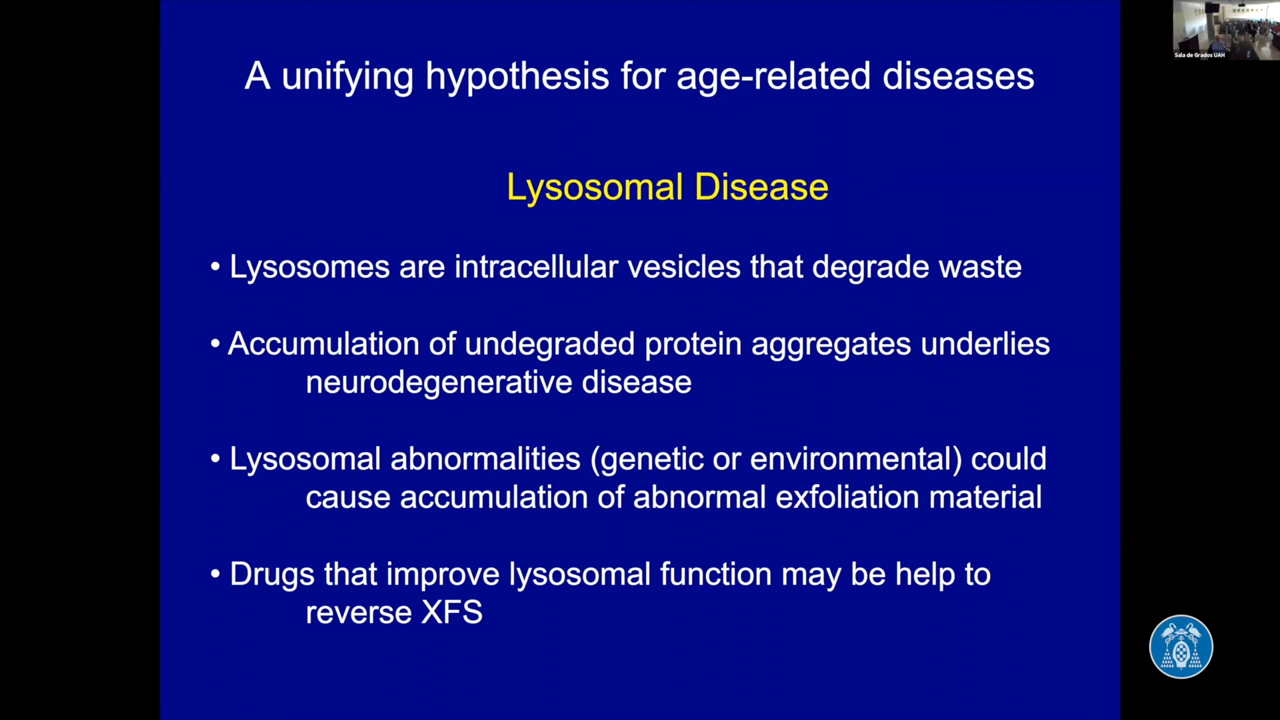 Sala de Grados UAH
A unifying hypothesis for age-related diseases
Lysosomal Disease
• Lysosomes are intracellular vesicles that degrade waste
• Accumulation of undegraded protein aggregates underlies
neurodegenerative disease
• Lysosomal abnormalities (genetic or environmental) could
cause accumulation of abnormal exfoliation material
• Drugs that improve lysosomal function may be help to
reverse XFS